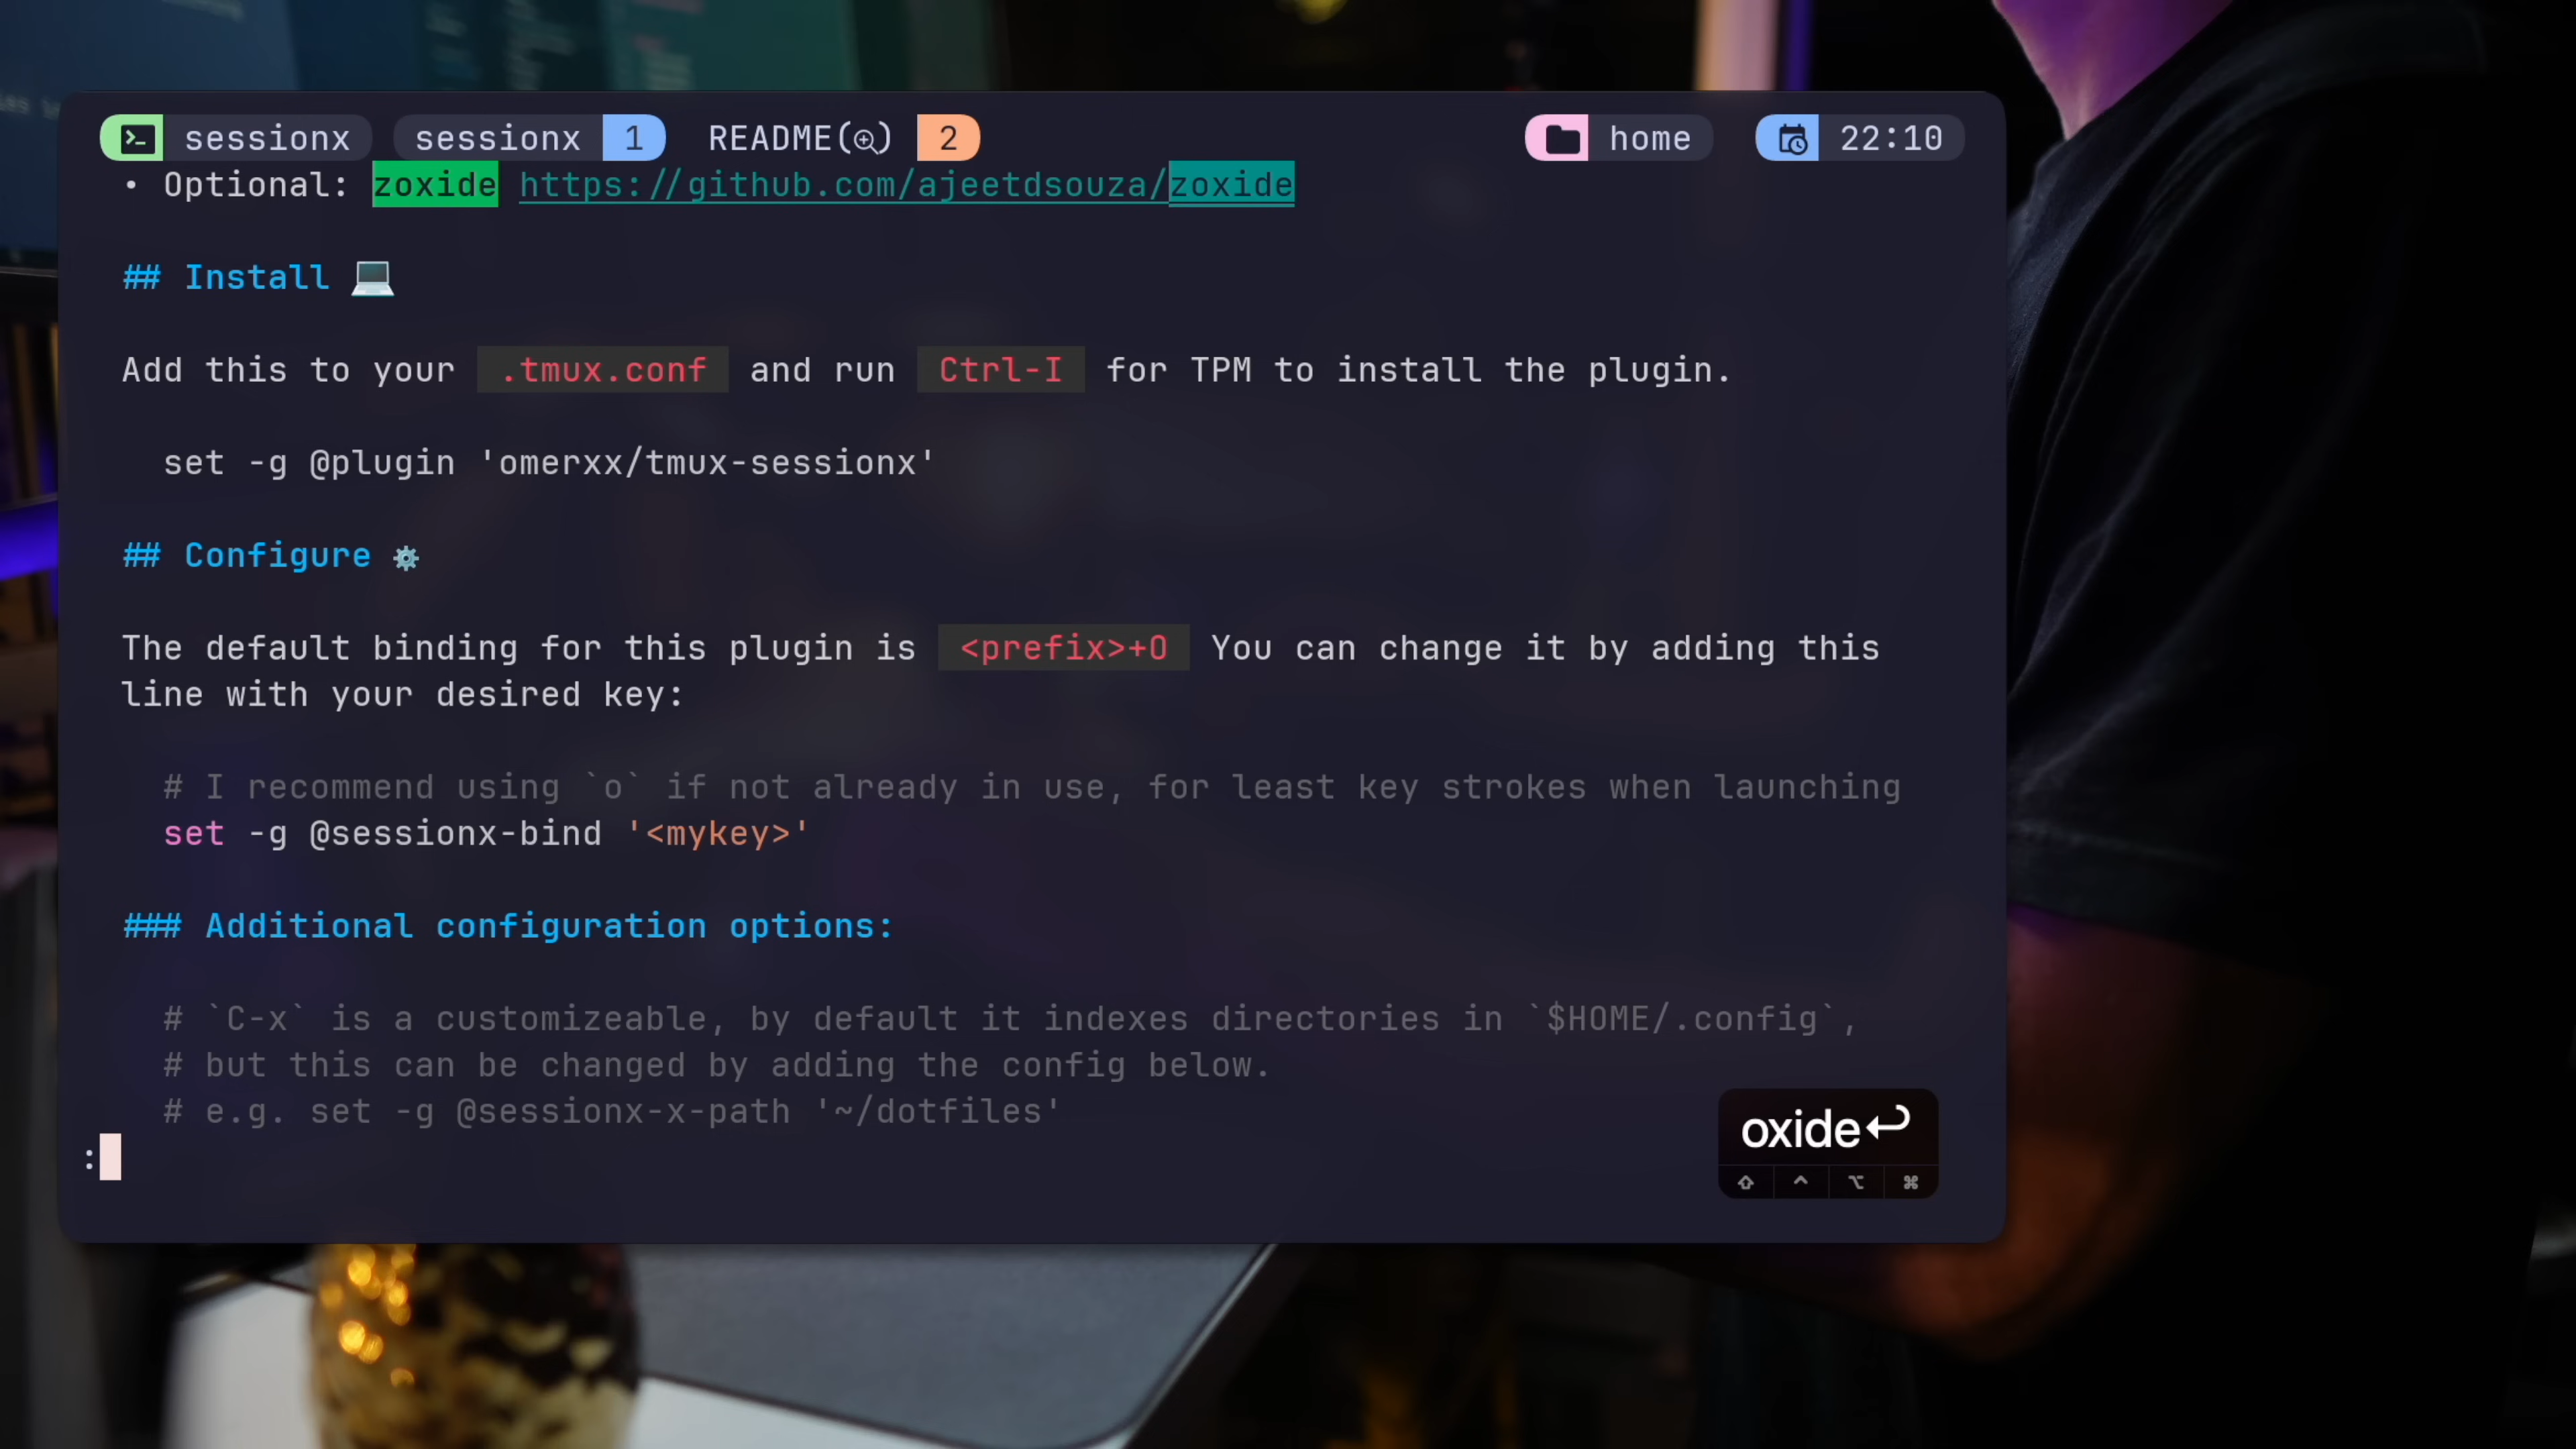 sessionx sessionx 1 README 2 home 22:10
• Optional: zoxide https://github.com/ajeetdsouza/zoxide
## Install
Add this to your .tmux.conf and run Ctrl-I for TPM to install the plugin.
set -g @plugin 'omerxx/tmux-sessionx'
## Configure
The default binding for this plugin is <prefix>+O You can change it by adding this
line with your desired key:
# I recommend using `o` if not already in use, for least key strokes when launching
set -g @sessionx-bind '<mykey>'
### Additional configuration options:
# `C-x` is a customizeable, by default it indexes directories in `$HOME/.config`,
# but this can be changed by adding the config below.
# e.g. set -g @sessionx-x-path '~/dotfiles'
:
oxide↩
⇧ ^ ⌥ ⌘